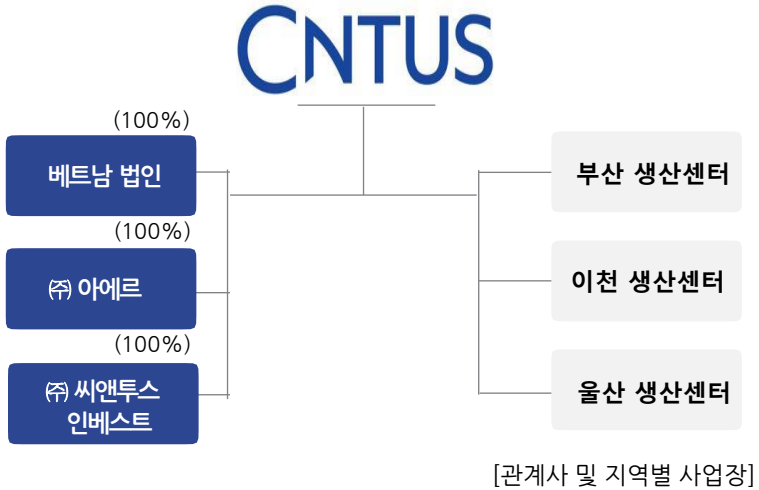 CNTUS
(100%)
베트남 법인
(100%)
㈜ 아에르
(100%)
㈜ 씨앤투스
인베스트
부산 생산센터
이천 생산센터
울산 생산센터
[관계사 및 지역별 사업장]